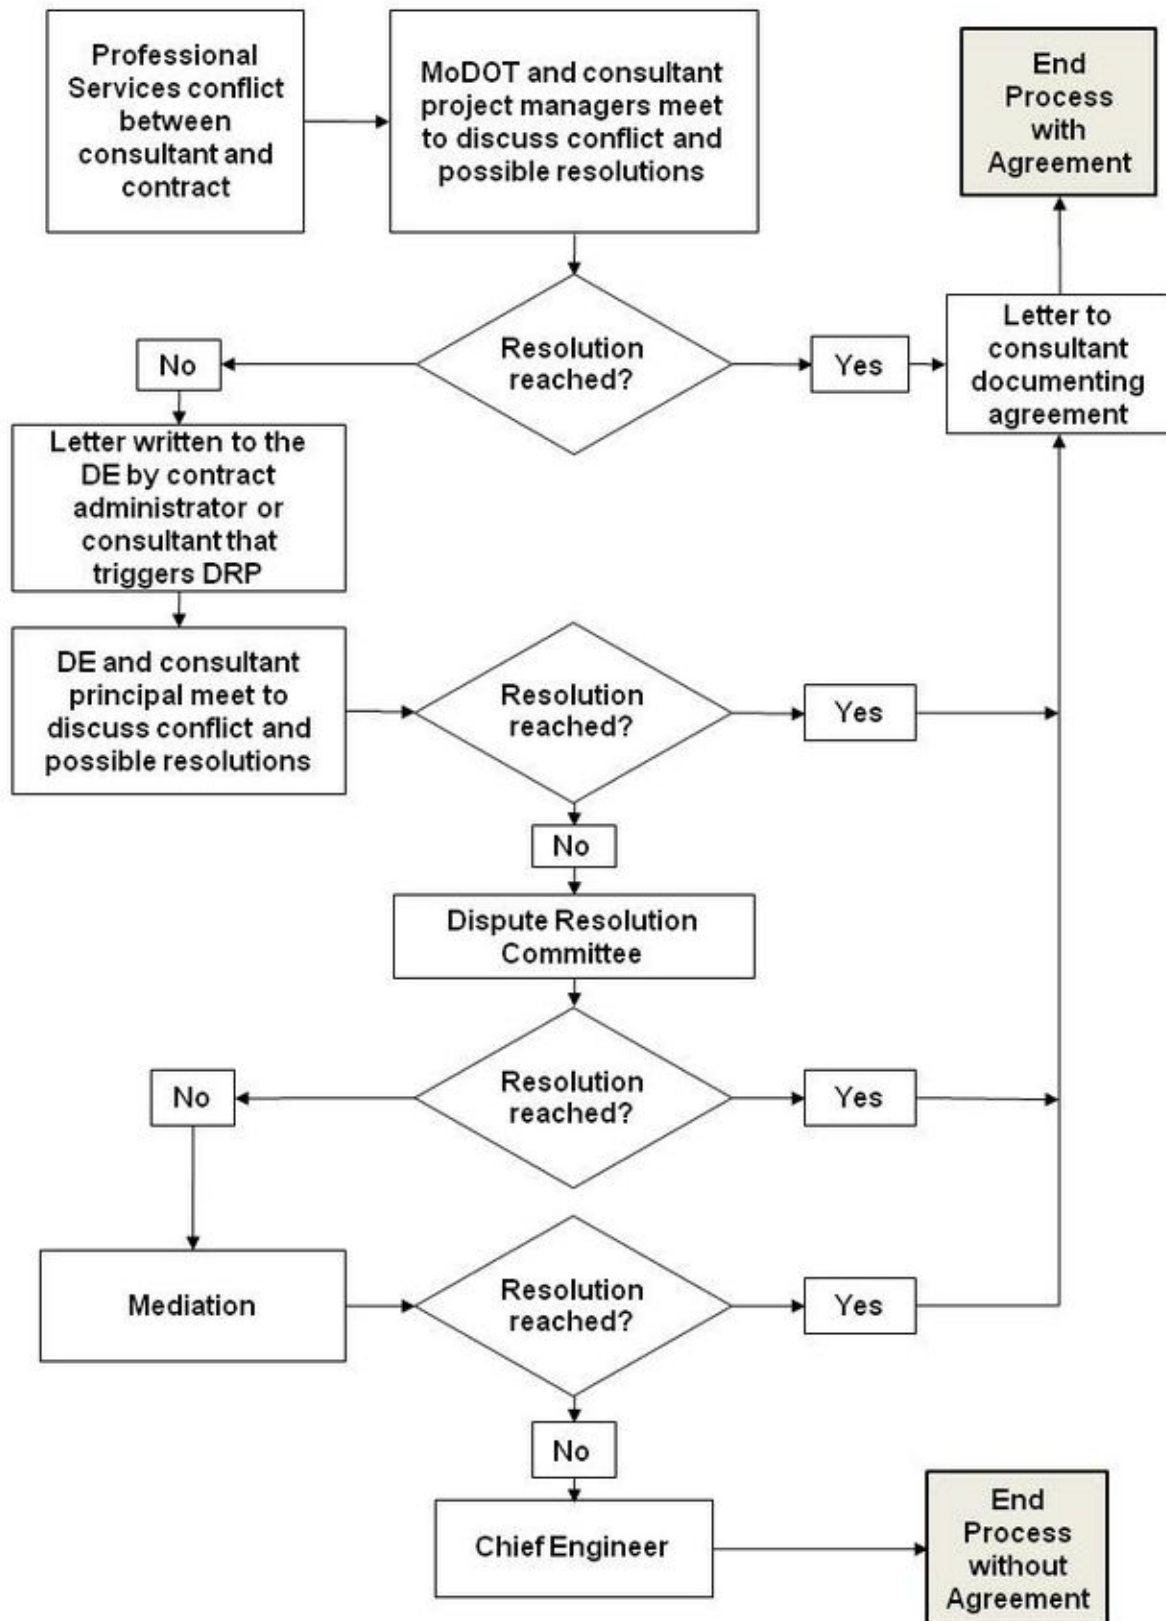 Professional
Services conflict
between
consultant and
contract
MoDOT and consultant
project managers meet
to discuss conflict and
possible resolutions
End
Process
with
Agreement
Resolution
reached?
No
Yes
Letter to
consultant
documenting
agreement
Letter written to the
DE by contract
administrator or
consultant that
triggers DRP
DE and consultant
principal meet to
discuss conflict and
possible resolutions
Resolution
reached?
Yes
No
Dispute Resolution
Committee
Resolution
reached?
No
Yes
Mediation
Resolution
reached?
Yes
No
Chief Engineer
End
Process
without
Agreement